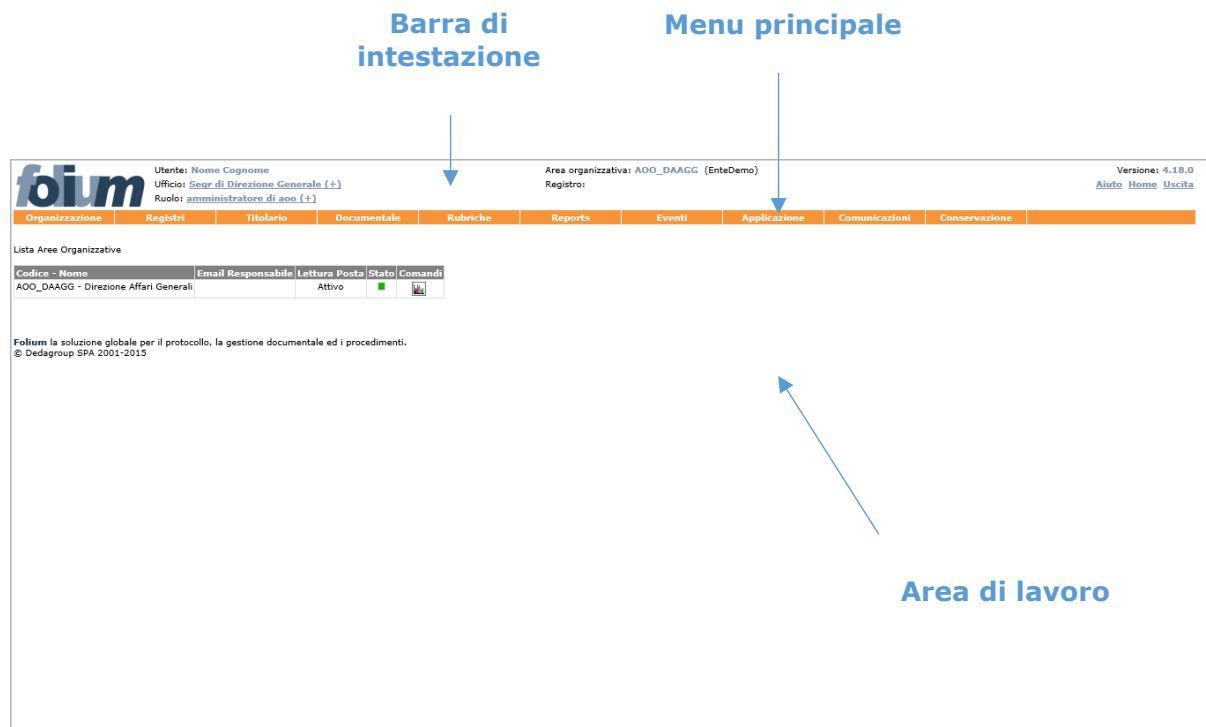 Barra di
intestazione
Menu principale
folium
Utente: Nome Cognome
Ufficio: Segr di Direzione Generale (+)
Ruolo: amministratore di aoo (+)
Area organizzativa: AOO_DAAGG (EnteDemo)
Registro:
Versione: 4.18.0
Aiuto Home Uscita
Organizzazione Registri Titolario Documentale Rubriche Reports Eventi Applicazione Comunicazioni Conservazione
Lista Aree Organizzative
Codice - Nome Email Responsabile Lettura Posta Stato Comandi
AOO_DAAGG - Direzione Affari Generali Attivo
Folium la soluzione globale per il protocollo, la gestione documentale ed i procedimenti.
© Dedagroup SPA 2001-2015
Area di lavoro